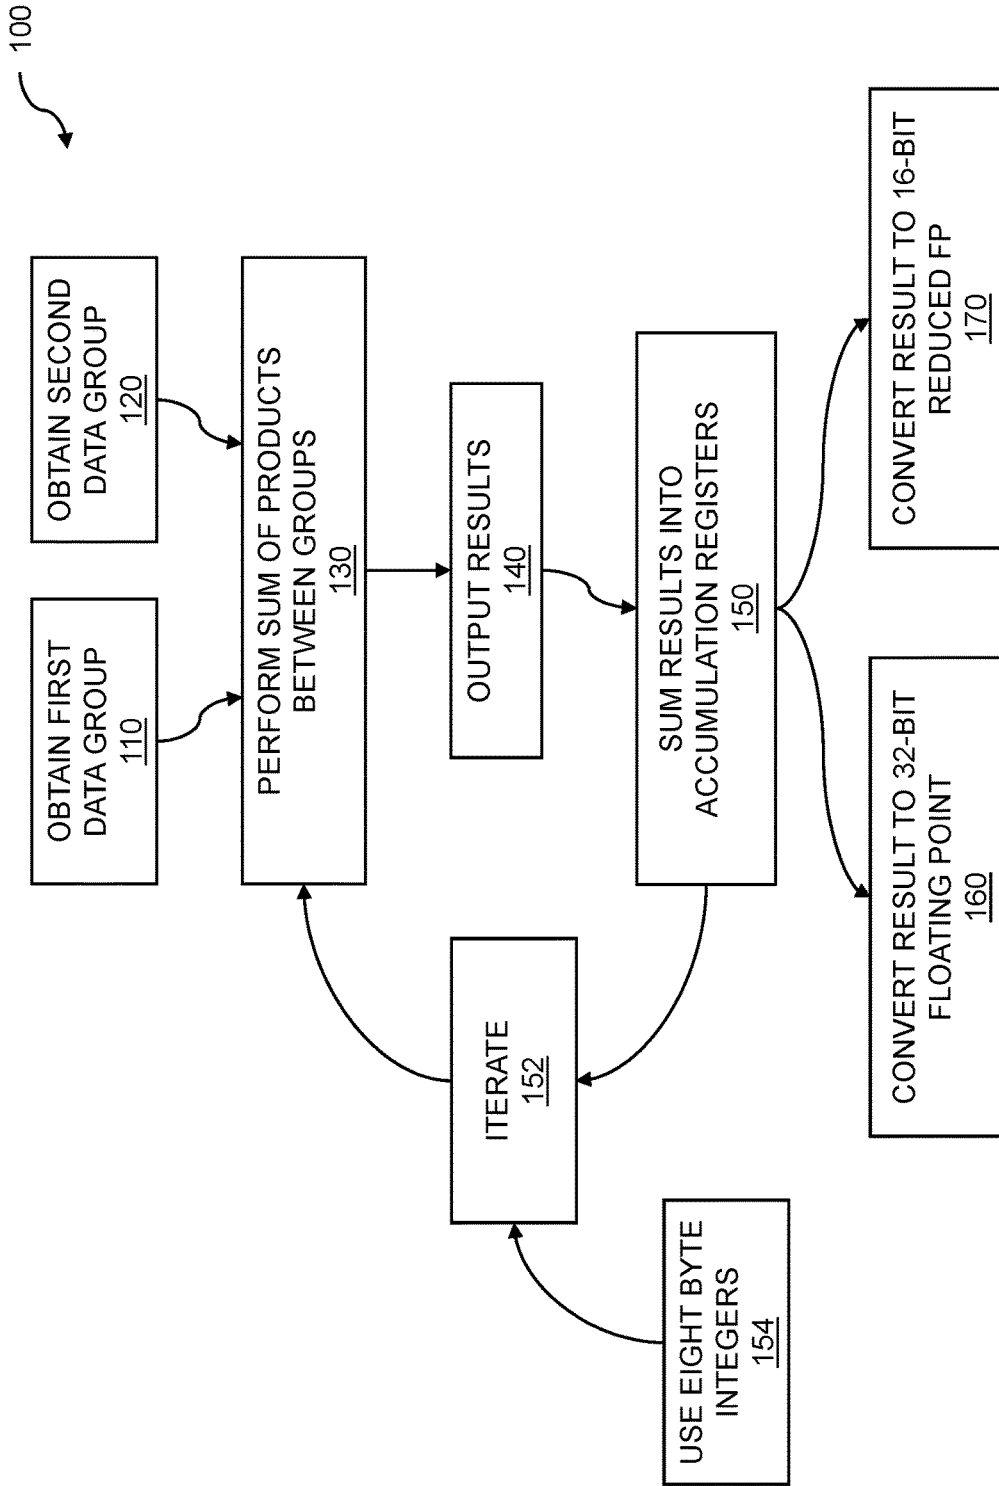 100
OBTAIN FIRST
DATA GROUP
110
OBTAIN SECOND
DATA GROUP
120
PERFORM SUM OF PRODUCTS
BETWEEN GROUPS
130
OUTPUT RESULTS
140
ITERATE
152
USE EIGHT BYTE
INTEGERS
154
SUM RESULTS INTO
ACCUMULATION REGISTERS
150
CONVERT RESULT TO 32-BIT
FLOATING POINT
160
CONVERT RESULT TO 16-BIT
REDUCED FP
170